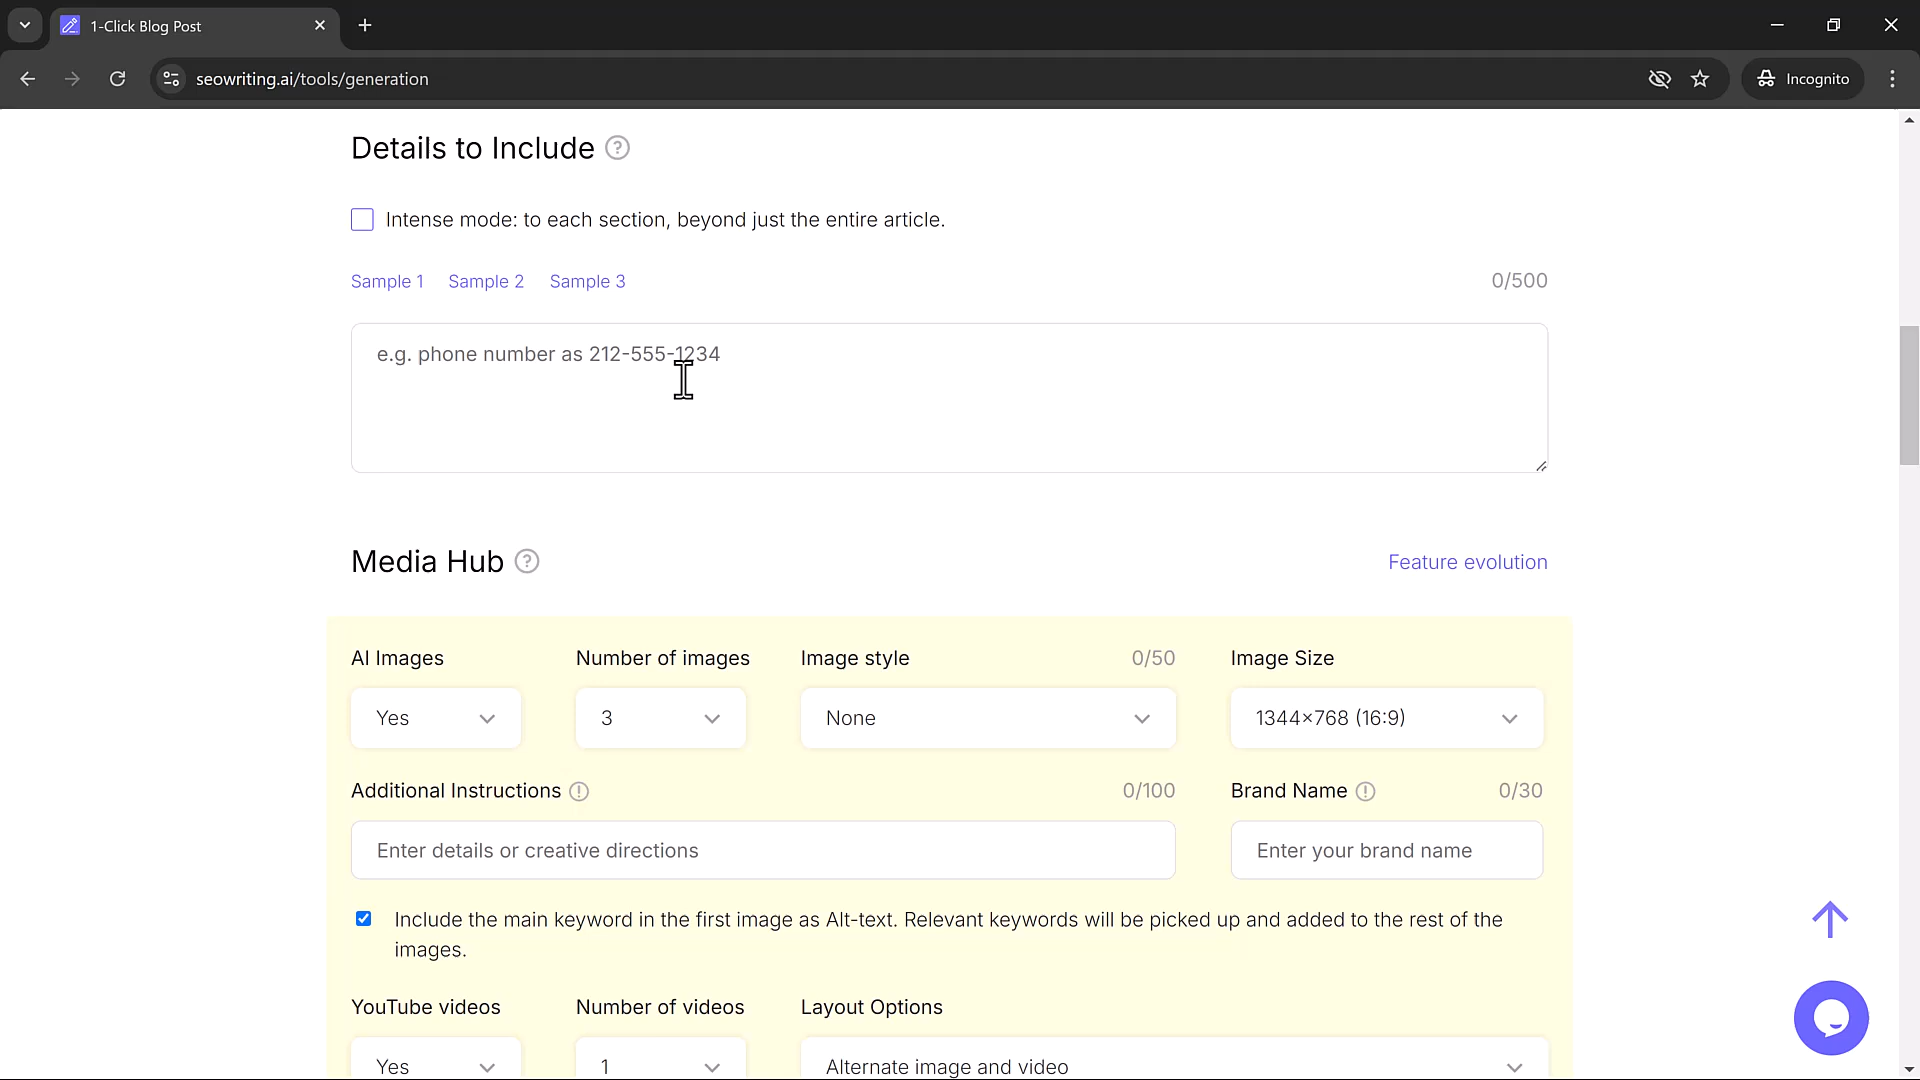 1-Click Blog Post
seowriting.ai/tools/generation
Incognito
Details to Include
Intense mode: to each section, beyond just the entire article.
Sample 1 Sample 2 Sample 3 0/500
e.g. phone number as 212-555-1234
Media Hub Feature evolution
AI Images Number of images Image style 0/50 Image Size
Yes 3 None 1344×768 (16:9)
Additional Instructions 0/100 Brand Name 0/30
Enter details or creative directions Enter your brand name
Include the main keyword in the first image as Alt-text. Relevant keywords will be picked up and added to the rest of the
images.
YouTube videos Number of videos Layout Options
Yes 1 Alternate image and video